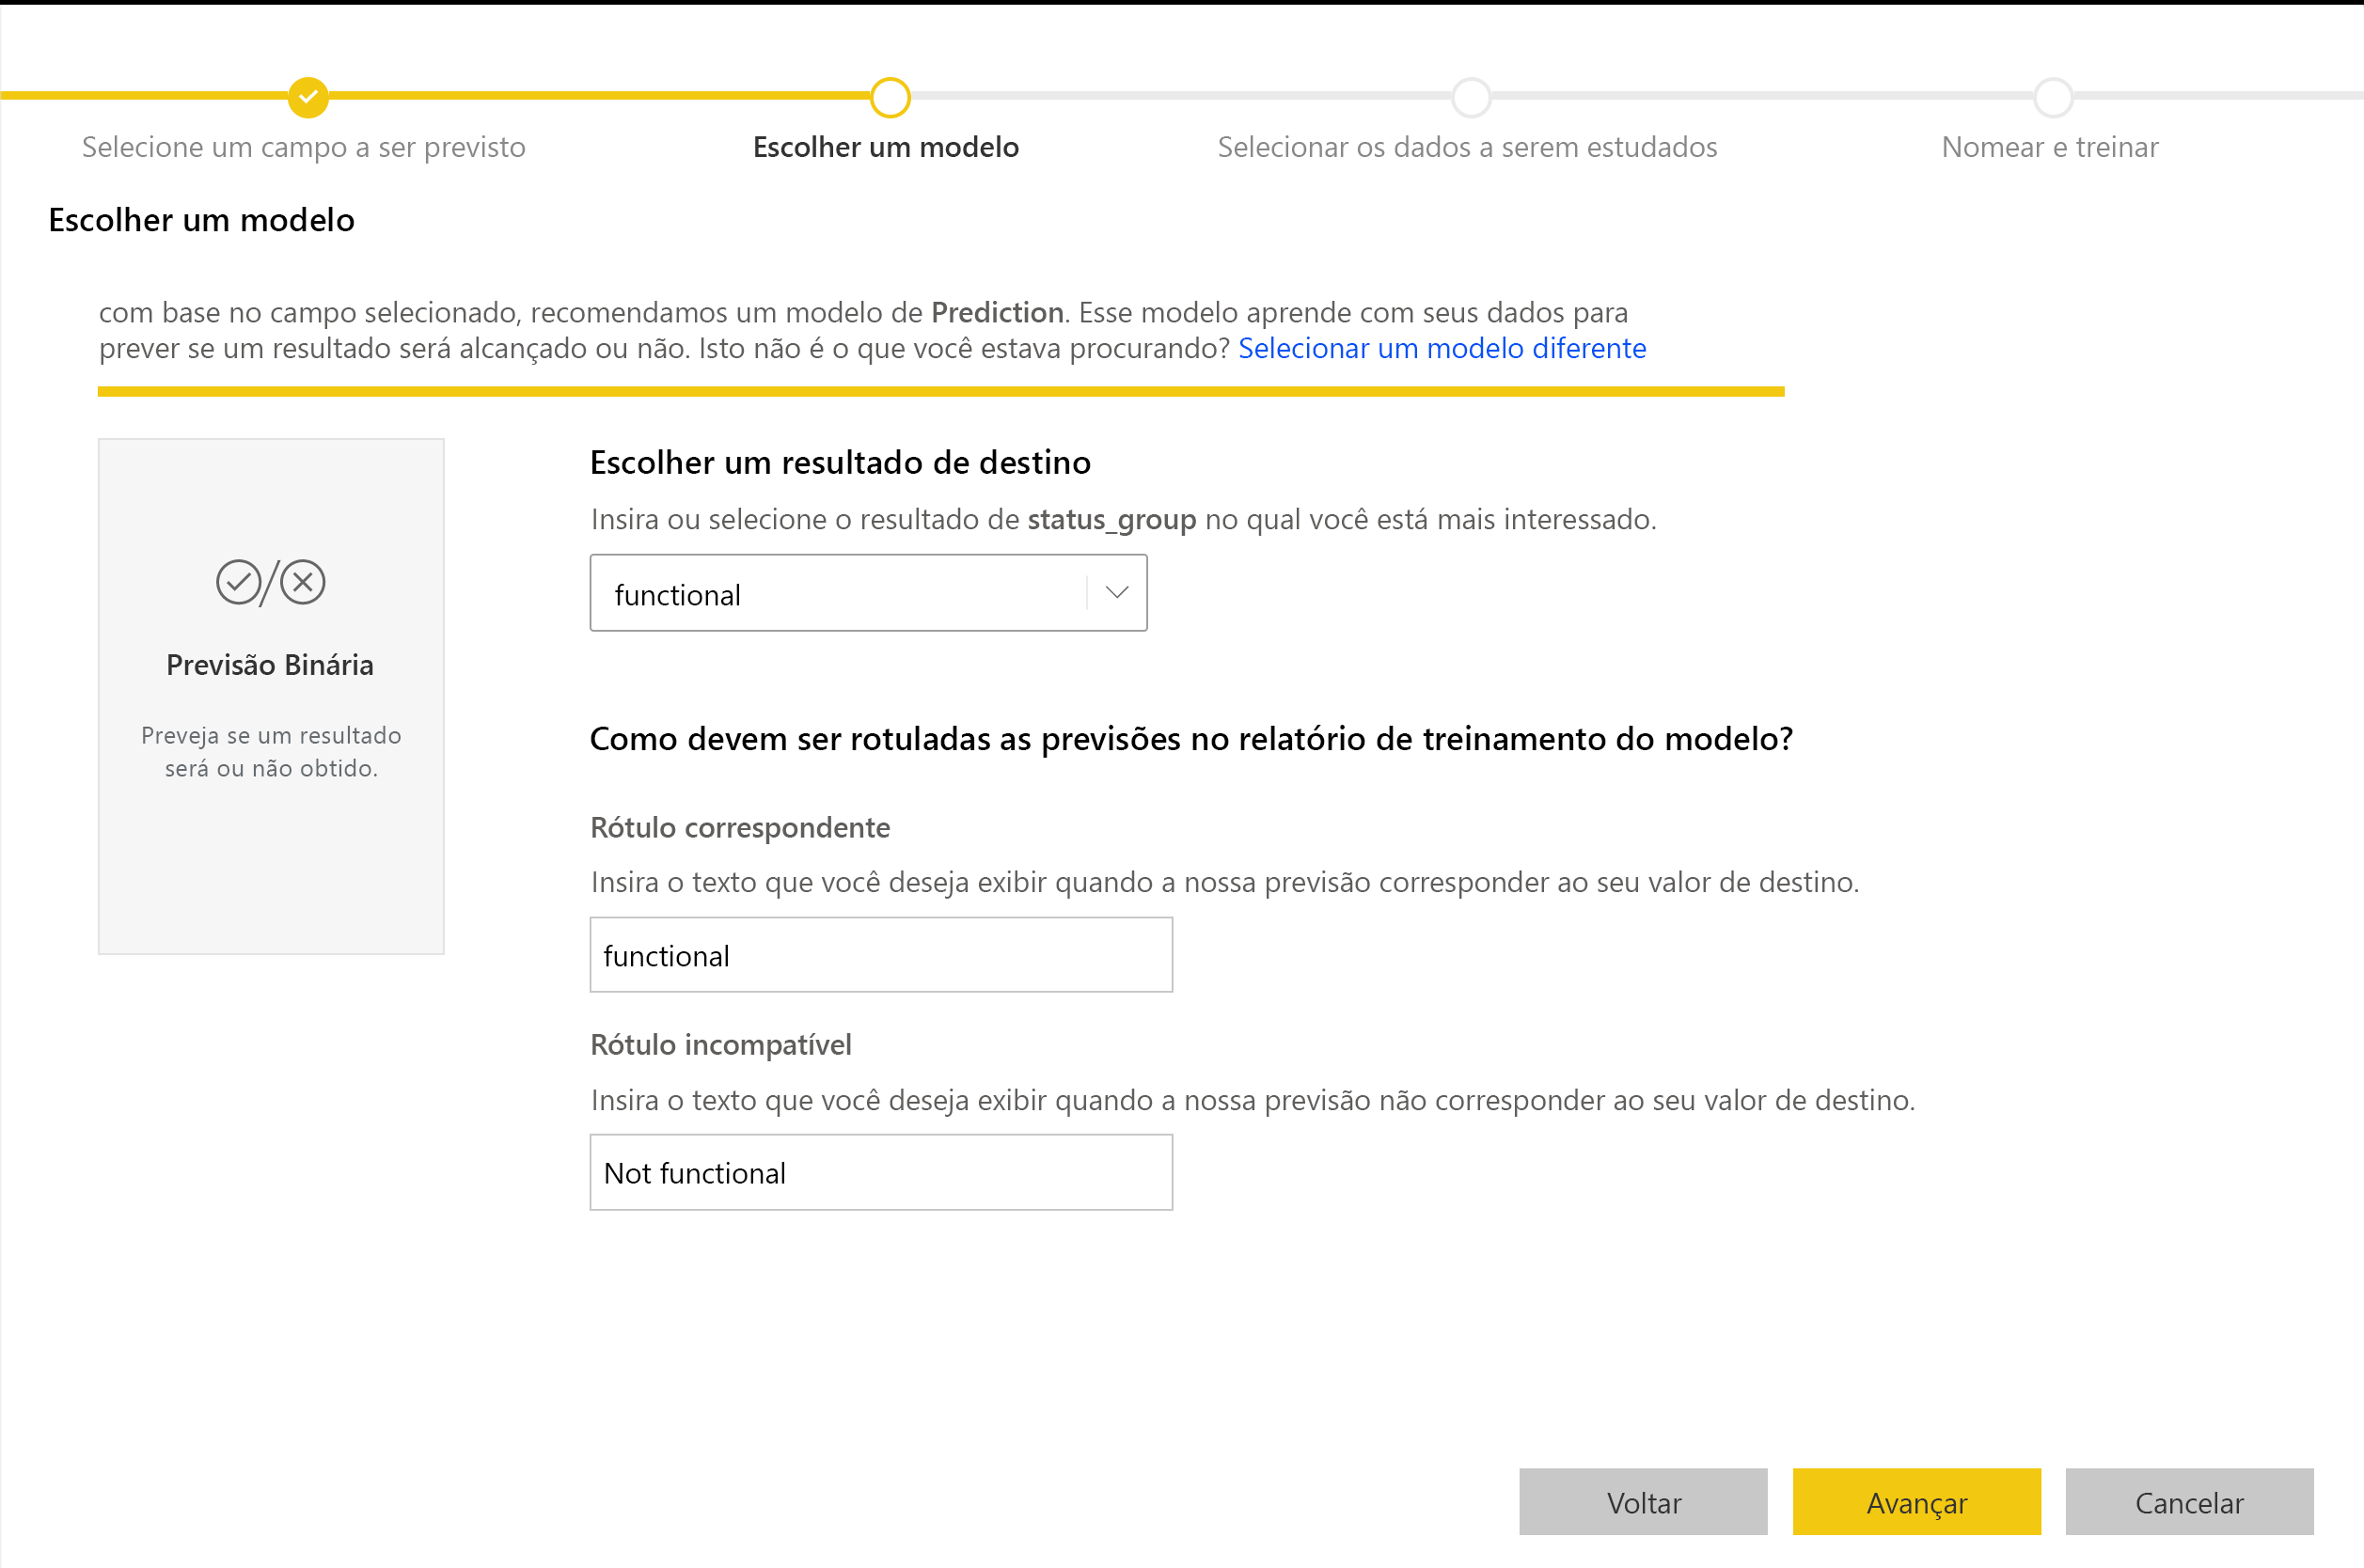 Selecione um campo a ser previsto
Escolher um modelo
Selecionar os dados a serem estudados
Nomear e treinar
Escolher um modelo
com base no campo selecionado, recomendamos um modelo de Prediction. Esse modelo aprende com seus dados para
prever se um resultado será alcançado ou não. Isto não é o que você estava procurando? Selecionar um modelo diferente
Previsão Binária
Preveja se um resultado
será ou não obtido.
Escolher um resultado de destino
Insira ou selecione o resultado de status_group no qual você está mais interessado.
functional
Como devem ser rotuladas as previsões no relatório de treinamento do modelo?
Rótulo correspondente
Insira o texto que você deseja exibir quando a nossa previsão corresponder ao seu valor de destino.
functional
Rótulo incompatível
Insira o texto que você deseja exibir quando a nossa previsão não corresponder ao seu valor de destino.
Not functional
Voltar
Avançar
Cancelar